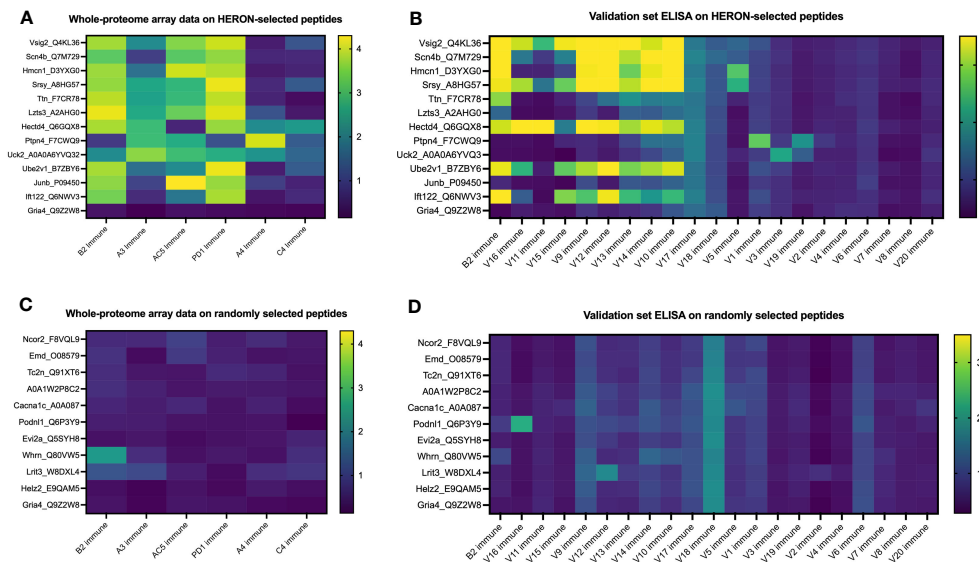 A
Whole-proteome array data on HERON-selected peptides
Vsig2_Q4KL36
Scn4b_Q7M729
Hmcn1_D3YXG0
Srsy_A8HG57
Ttn_F7CR78
Lzts3_A2AHG0
Hectd4_Q6GQX8
Ptpn4_F7CWQ9
Uck2_A0A0A6YVQ32
Ube2v1_B7ZBY6
Junb_P09450
Ift122_Q6NWV3
Gria4_Q9Z2W8
B2 immune
A3 Immune
AC5 Immune
PD1 Immune
A4 Immune
C4 Immune
4
3
2
1
B
Validation set ELISA on HERON-selected peptides
Vsig2_Q4KL36
Scn4b_Q7M729
Hmcn1_D3YXG0
Srsy_A8HG57
Ttn_F7CR78
Lzts3_A2AHG0
Hectd4_Q6GQX8
Ptpn4_F7CWQ9
Uck2_A0A0A6YVQ3
Ube2v1_B7ZBY6
Junb_P09450
Ift122_Q6NWV3
Gria4_Q9Z2W8
B2 immune
V16 immune
V11 immune
V15 immune
V9 immune
V12 immune
V13 immune
V14 immune
V10 immune
V17 immune
V18 immune
V5 immune
V1 immune
V3 immune
V19 immune
V2 immune
V4 immune
V6 immune
V7 immune
V8 immune
V20 immune
C
Whole-proteome array data on randomly selected peptides
Ncor2_F8VQL9
Emd_O08579
Tc2n_Q91XT6
A0A1W2P8C2
Cacna1c_A0A087
Podnl1_Q6P3Y9
Evi2a_Q5SYH8
Whrn_Q80VW5
Lrit3_W8DXL4
Helz2_E9QAM5
Gria4_Q9Z2W8
B2 immune
A3 immune
AC5 immune
PD1 immune
A4 immune
C4 immune
4
3
2
1
D
Validation set ELISA on randomly selected peptides
Ncor2_F8VQL9
Emd_O08579
Tc2n_Q91XT6
A0A1W2P8C2
Cacna1c_A0A087
Podnl1_Q6P3Y9
Evi2a_Q5SYH8
Whrn_Q80VW5
Lrit3_W8DXL4
Helz2_E9QAM5
Gria4_Q9Z2W8
B2 immune
V16 immune
V11 immune
V15 immune
V9 immune
V12 immune
V13 immune
V14 immune
V10 immune
V17 immune
V18 immune
V5 immune
V1 immune
V3 immune
V19 immune
V2 immune
V4 immune
V6 immune
V7 immune
V8 immune
V20 immune
2